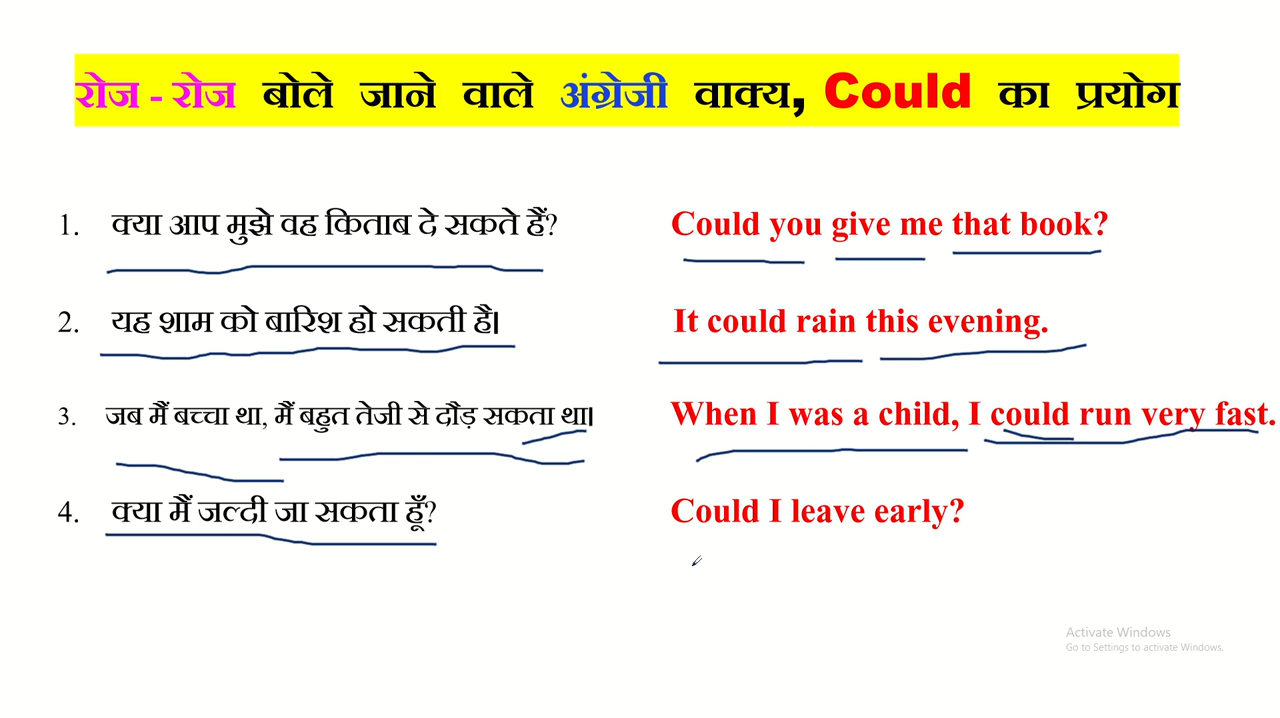 रोज - रोज बोले जाने वाले अंग्रेजी वाक्य, Could का प्रयोग
1. क्या आप मुझे वह किताब दे सकते हैं? Could you give me that book?
2. यह शाम को बारिश हो सकती है। It could rain this evening.
3. जब मैं बच्चा था, मैं बहुत तेजी से दौड़ सकता था। When I was a child, I could run very fast.
4. क्या मैं जल्दी जा सकता हूँ? Could I leave early?
Activate Windows
Go to Settings to activate Windows.